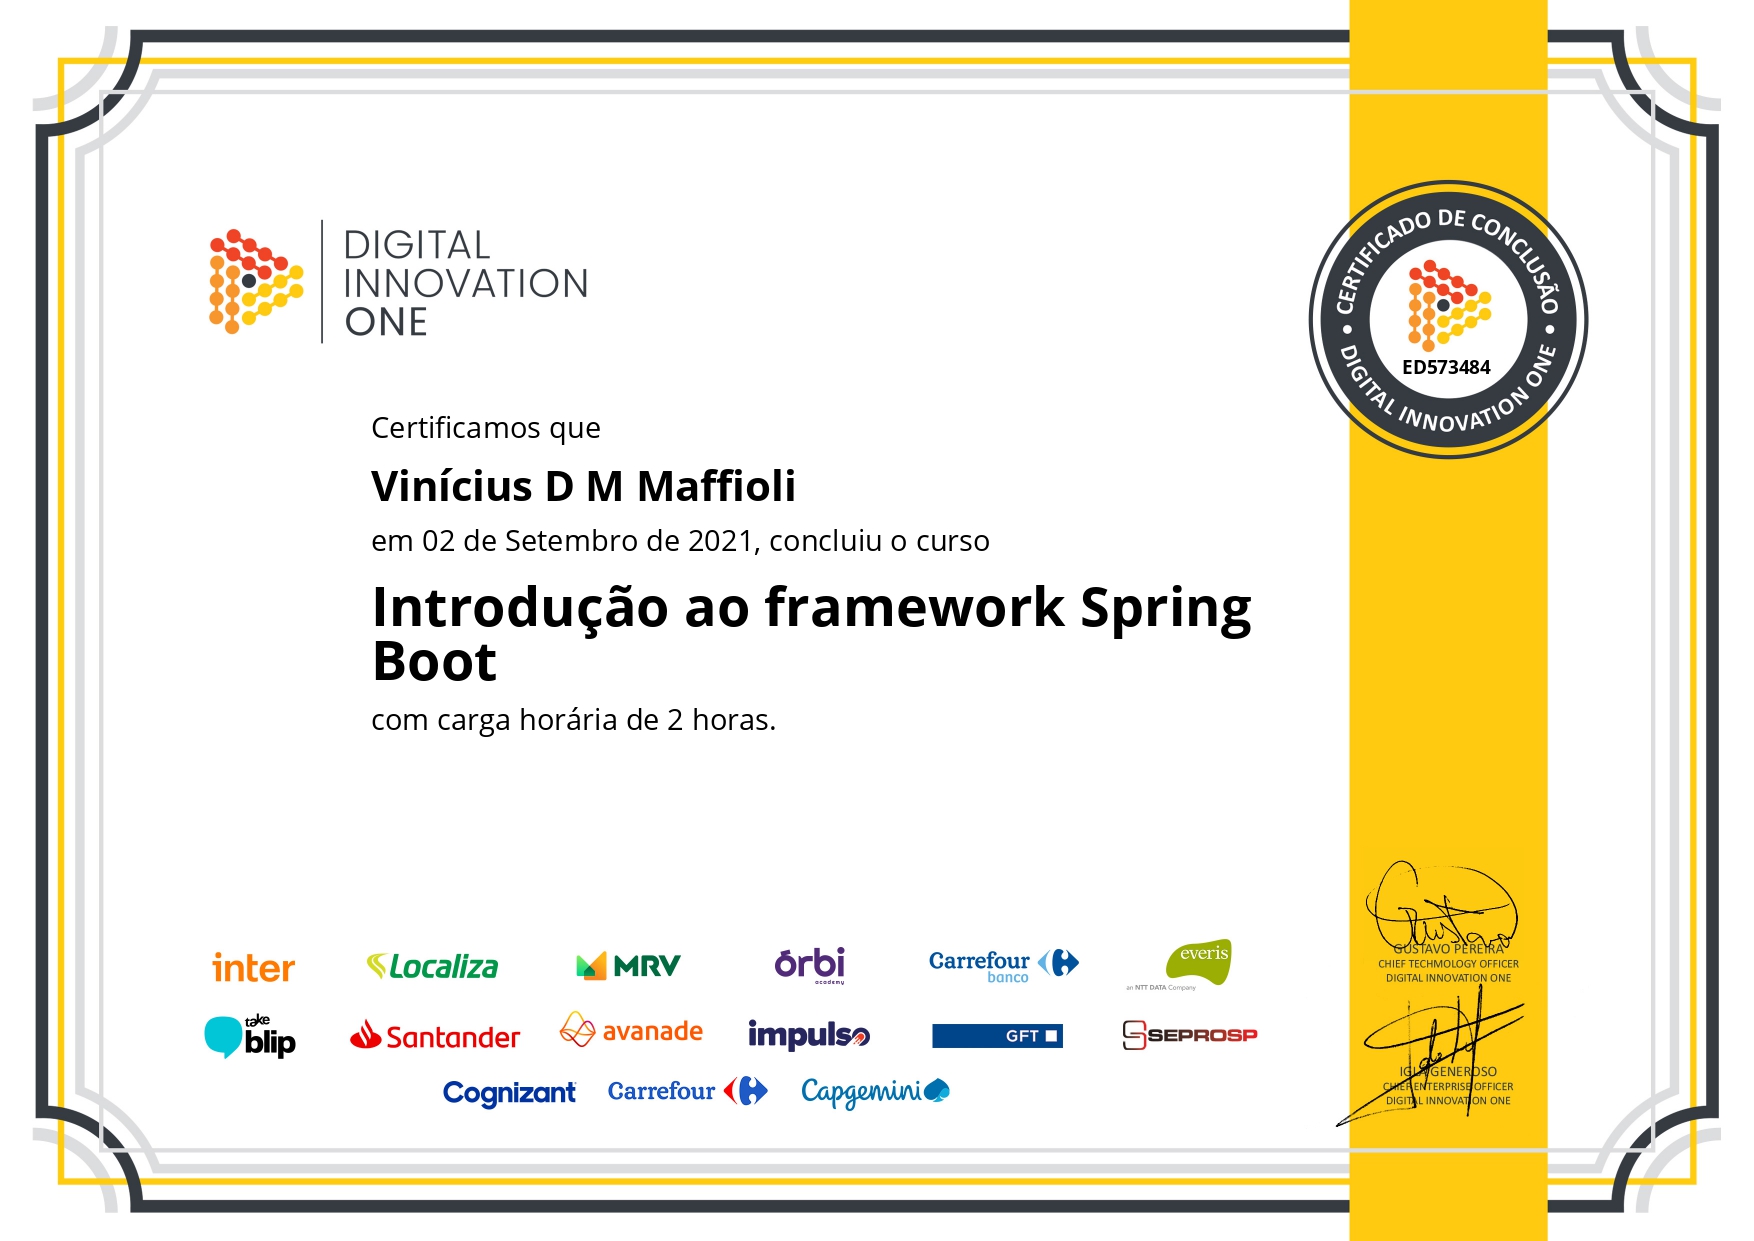 DIGITAL
INNOVATION
ONE
CERTIFICADO DE CONCLUSÃO
ED573484
• DIGITAL INNOVATION ONE •
Certificamos que
Vinícius D M Maffioli
em 02 de Setembro de 2021, concluiu o curso
Introdução ao framework Spring
Boot
com carga horária de 2 horas.
inter Localiza MRV órbi academy Carrefour banco everis an NTT DATA Company
take blip Santander avanade impulso GFT SEPROSP
Cognizant Carrefour Capgemini
GUSTAVO PEREIRA
CHIEF TECHMOLOGY OFFICER
DIGITAL INNOVATION ONE
IGLA GENEROSO
CHIEF ENTERPRISE OFFICER
DIGITAL INNOVATION ONE